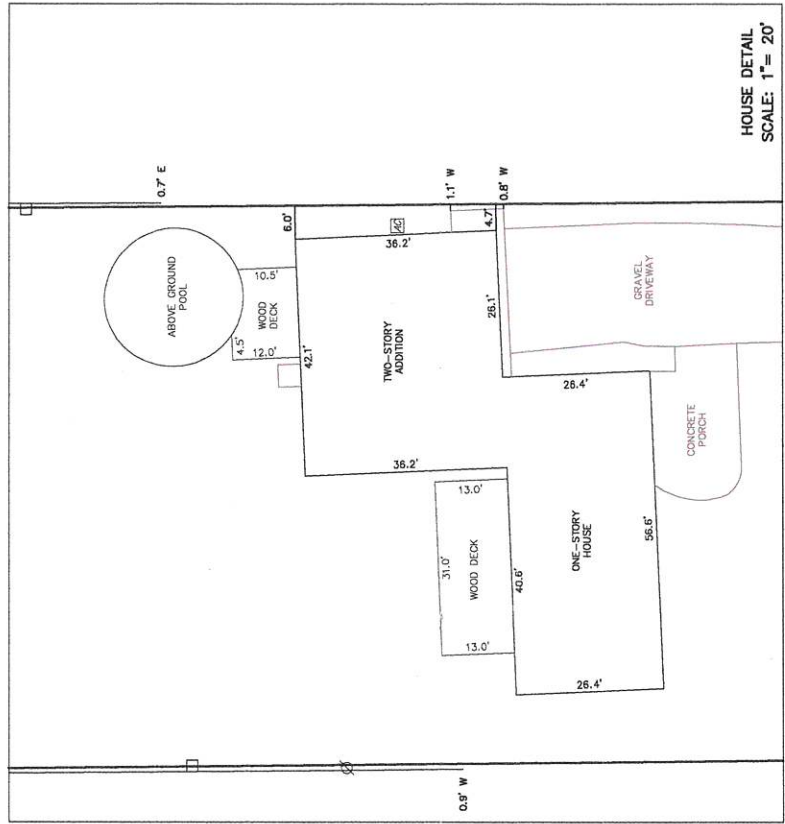 HOUSE DETAIL
SCALE: 1"= 20'
0.7' E
ABOVE GROUND
POOL
10.5'
WOOD
DECK
4.5'
12.0'
6.0'
AC
1.1' W
0.8' W
4.7'
36.2'
42.1'
TWO-STORY
ADDITION
26.1'
36.2'
GRAVEL
DRIVEWAY
26.4'
CONCRETE
PORCH
13.0'
31.0'
WOOD DECK
13.0'
40.6'
ONE-STORY
HOUSE
56.6'
26.4'
0.9' W